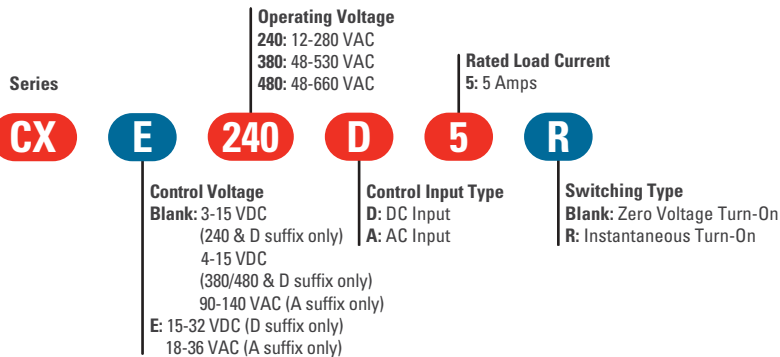 Operating Voltage
240: 12-280 VAC
380: 48-530 VAC
480: 48-660 VAC
Rated Load Current
5: 5 Amps
Series
CX E 240 D 5 R
Control Voltage
Blank: 3-15 VDC
(240 & D suffix only)
4-15 VDC
(380/480 & D suffix only)
90-140 VAC (A suffix only)
E: 15-32 VDC (D suffix only)
18-36 VAC (A suffix only)
Control Input Type
D: DC Input
A: AC Input
Switching Type
Blank: Zero Voltage Turn-On
R: Instantaneous Turn-On